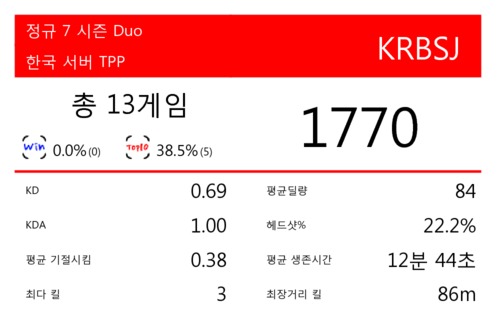 정규 7 시즌 Duo
한국 서버 TPP
KRBSJ
총 13게임
Win 0.0% (0) TOP10 38.5% (5)
1770
KD 0.69
평균딜량 84
KDA 1.00
헤드샷% 22.2%
평균 기절시킴 0.38
평균 생존시간 12분 44초
최다 킬 3
최장거리 킬 86m